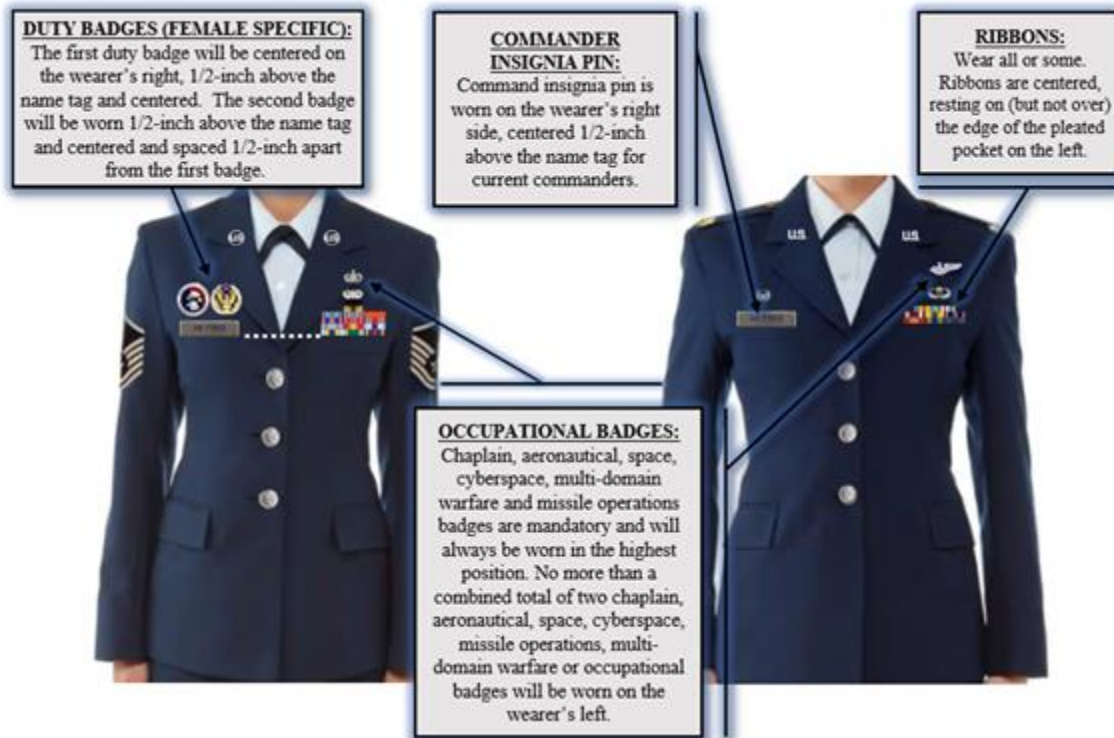 DUTY BADGES (FEMALE SPECIFIC):
The first duty badge will be centered on
the wearer's right, 1/2-inch above the
name tag and centered.  The second badge
will be worn 1/2-inch above the name tag
and centered and spaced 1/2-inch apart
from the first badge.
COMMANDER
INSIGNIA PIN:
Command insignia pin is
worn on the wearer's right
side, centered 1/2-inch
above the name tag for
current commanders.
RIBBONS:
Wear all or some.
Ribbons are centered,
resting on (but not over)
the edge of the pleated
pocket on the left.
U.S.
U.S.
OCCUPATIONAL BADGES:
Chaplain, aeronautical, space,
cyberspace, multi-domain
warfare and missile operations
badges are mandatory and will
always be worn in the highest
position. No more than a
combined total of two chaplain,
aeronautical, space, cyberspace,
missile operations, multi-
domain warfare or occupational
badges will be worn on the
wearer's left.